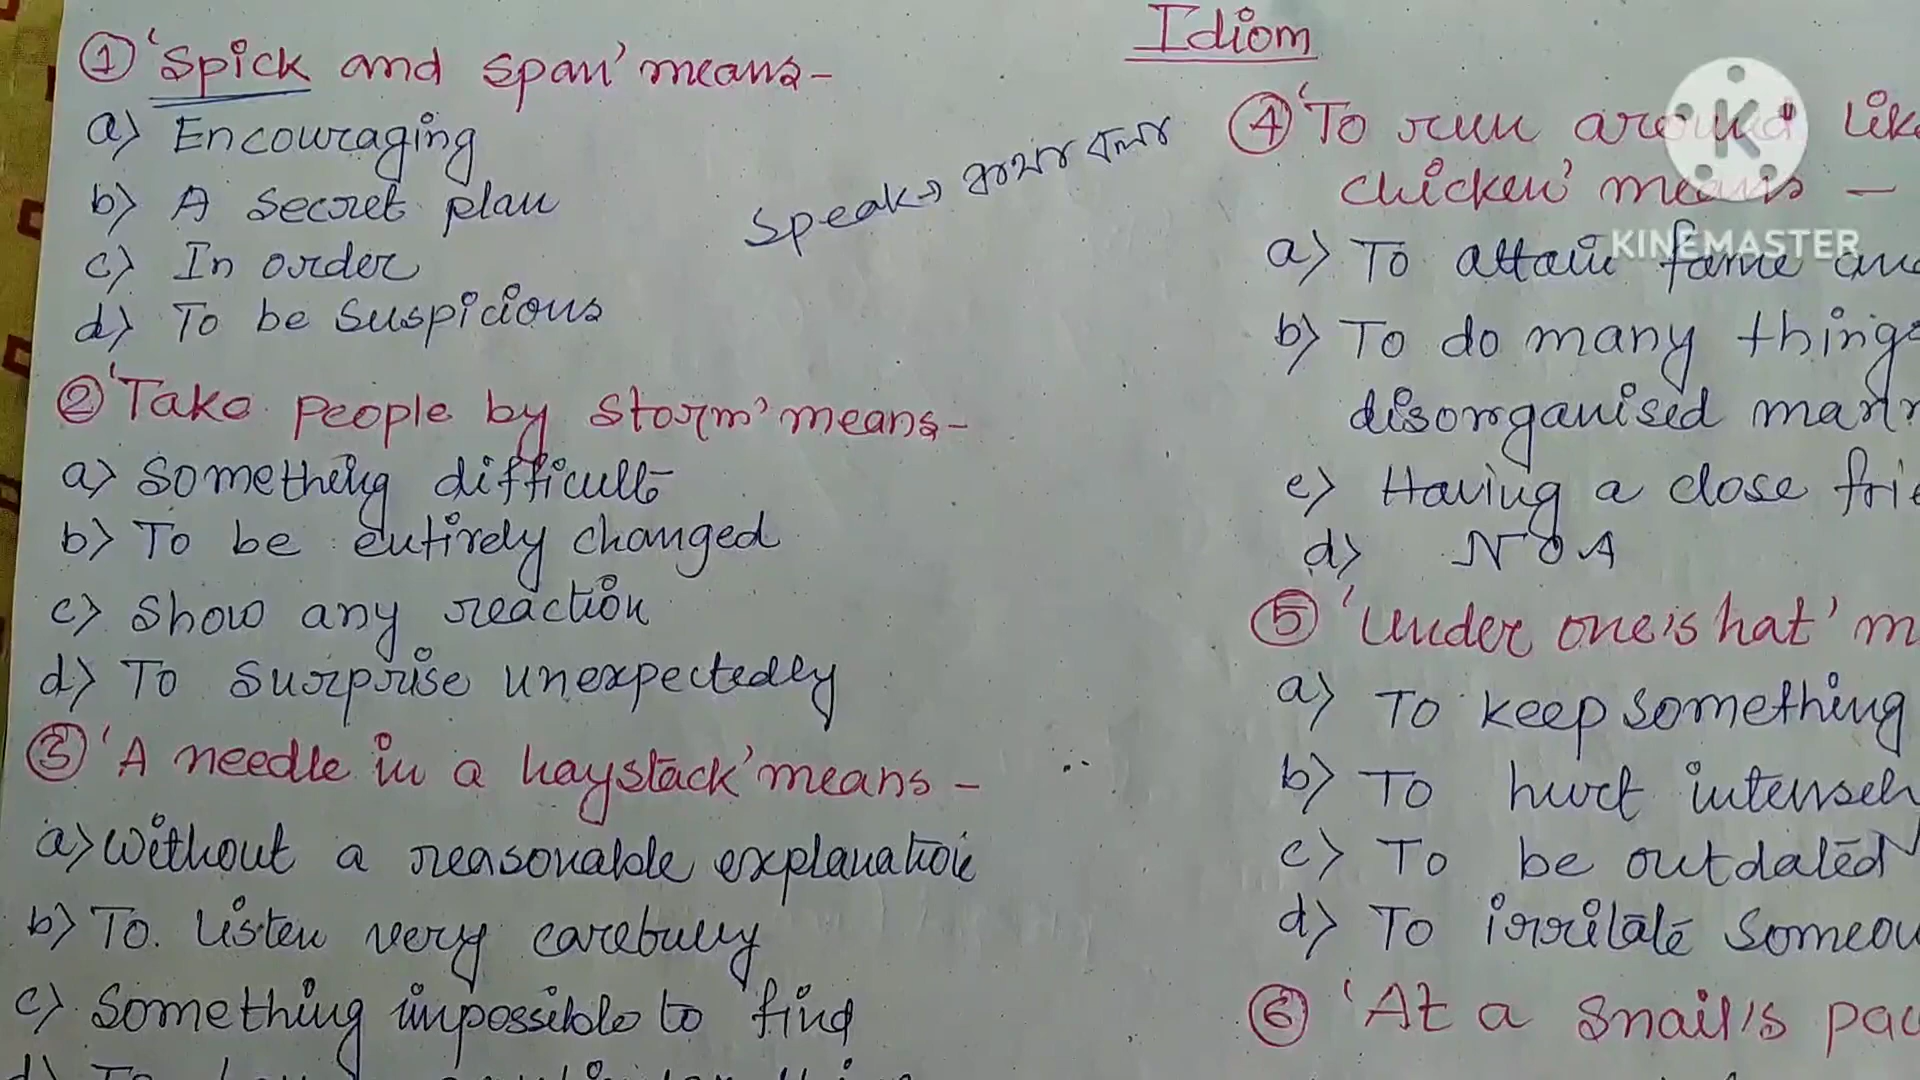 Idiom
① 'Spick and span' means-
a) Encouraging
b) A secret plan
c) In order
d) To be suspicious
Speak→
② 'Take people by storm' means-
a) Something difficult
b) To be entirely changed
c) Show any reaction
d) To surprise unexpectedly
③ 'A needle in a haystack' means-
a) Without a reasonable explanation
b) To listen very carefully
c) Something impossible to find
④ 'To run around
chicken' means-
a) To attain fame
b) To do many things
disorganised
c) Having a close
d) NOA
⑤ 'Under one's hat'
a) To keep something
b) To hurt
c) To be outdated
d) To irritate
⑥ 'At a snail's
KINEMASTER